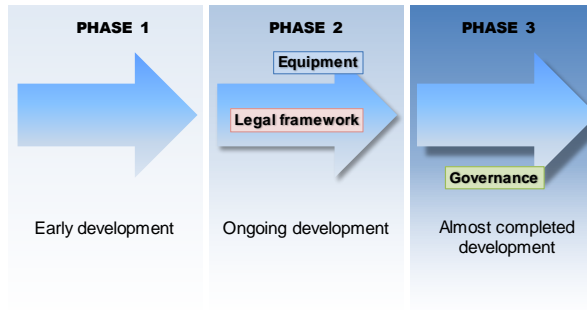 PHASE 1
PHASE 2
PHASE 3
Equipment
Legal framework
Governance
Early development
Ongoing development
Almost completed
development